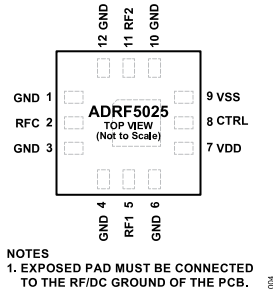 12 GND
11 RF2
10 GND
GND 1
RFC 2
GND 3
ADRF5025
TOP VIEW
(Not to Scale)
9 VSS
8 CTRL
7 VDD
GND 4
RF1 5
GND 6
NOTES
1. EXPOSED PAD MUST BE CONNECTED
TO THE RF/DC GROUND OF THE PCB.
004